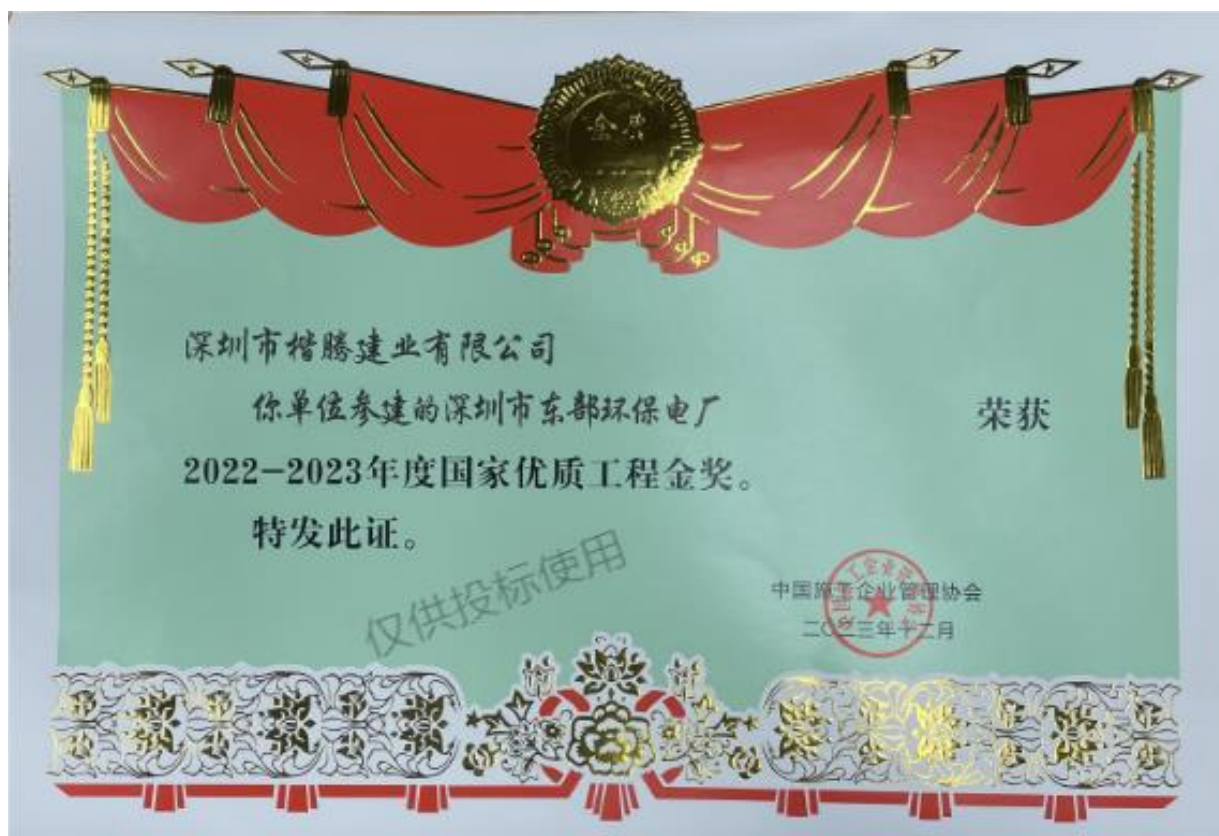 金奖
深圳市楷腾建业有限公司
你单位参建的深圳市东部环保电厂 荣获
2022-2023年度国家优质工程金奖。
特发此证。
仅供投标使用
中国施工企业管理协会
二〇二三年十二月